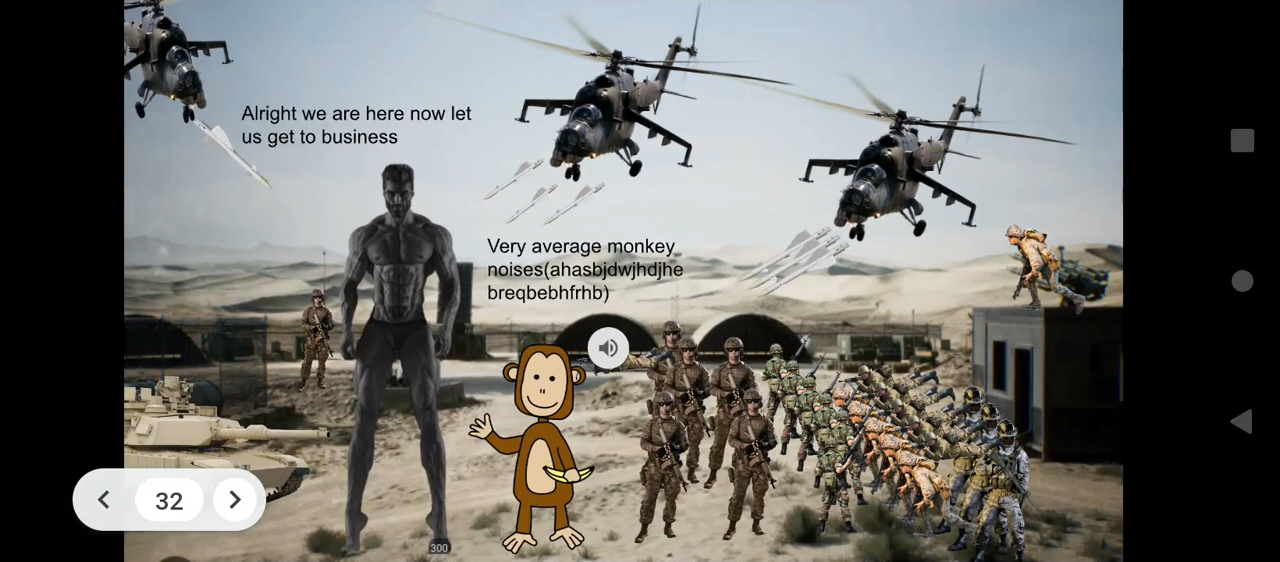 Alright we are here now let
us get to business
Very average monkey
noises(ahasbjdwjhdjhe
breqbebhfrhb)
32
300